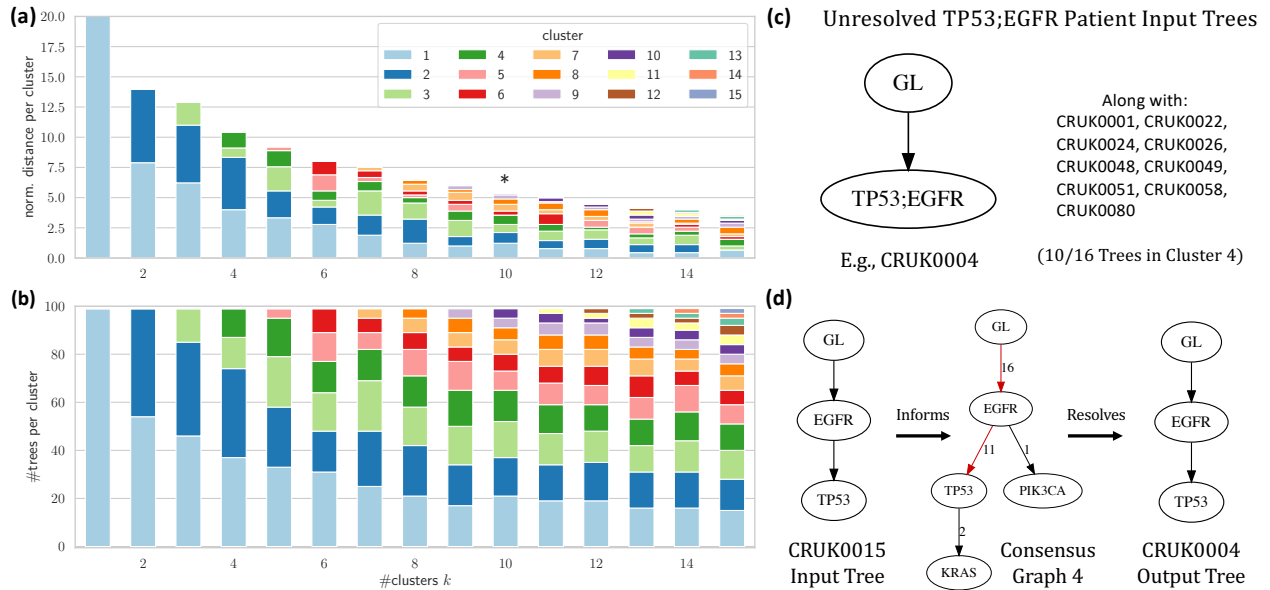 (a)
norm. distance per cluster
20.0
17.5
15.0
12.5
10.0
7.5
5.0
2.5
0.0
cluster
1 4 7 10 13
2 5 8 11 14
3 6 9 12 15
*
2 4 6 8 10 12 14
(b)
#trees per cluster
100
80
60
40
20
0
2 4 6 8 10 12 14
#clusters k
(c) Unresolved TP53;EGFR Patient Input Trees
GL
TP53;EGFR
E.g., CRUK0004
Along with:
CRUK0001, CRUK0022,
CRUK0024, CRUK0026,
CRUK0048, CRUK0049,
CRUK0051, CRUK0058,
CRUK0080
(10/16 Trees in Cluster 4)
(d)
GL
EGFR
TP53
CRUK0015
Input Tree
Informs
GL
16
EGFR
11 1
TP53 PIK3CA
2
KRAS
Consensus
Graph 4
Resolves
GL
EGFR
TP53
CRUK0004
Output Tree